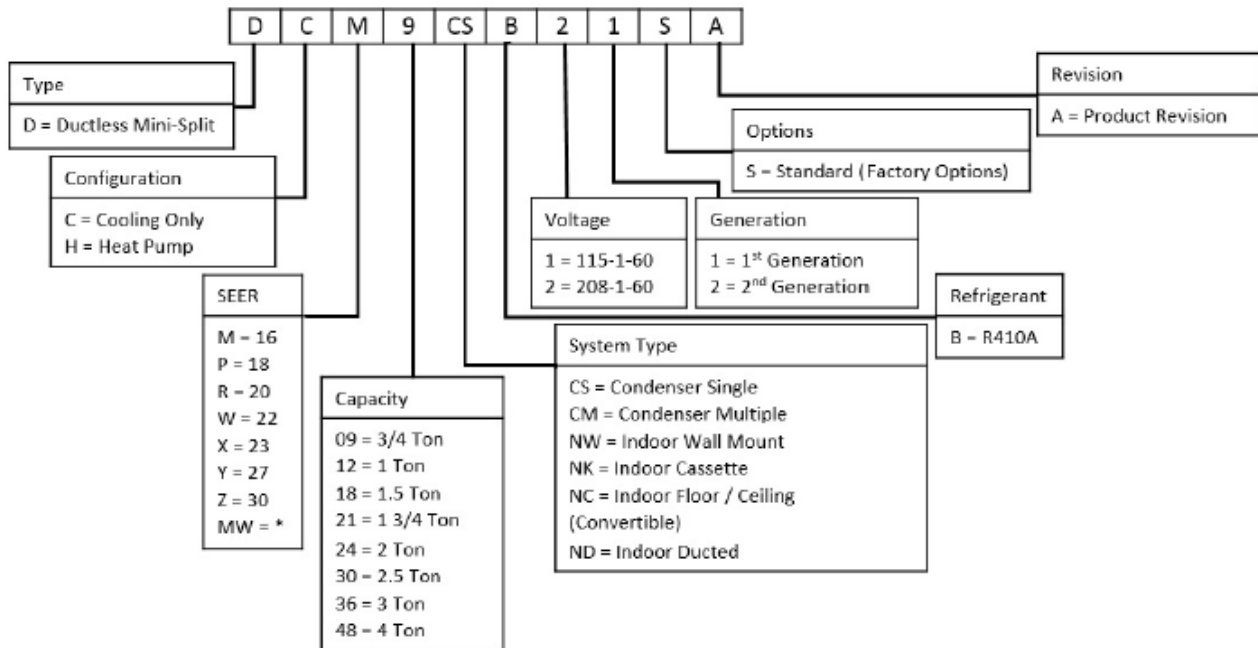 D C M 9 CS B 2 1 S A
Type
D = Ductless Mini-Split
Configuration
C = Cooling Only
H = Heat Pump
SEER
M = 16
P = 18
R = 20
W = 22
X = 23
Y = 27
Z = 30
MW = *
Capacity
09 = 3/4 Ton
12 = 1 Ton
18 = 1.5 Ton
21 = 1 3/4 Ton
24 = 2 Ton
30 = 2.5 Ton
36 = 3 Ton
48 = 4 Ton
System Type
CS = Condenser Single
CM = Condenser Multiple
NW = Indoor Wall Mount
NK = Indoor Cassette
NC = Indoor Floor / Ceiling
(Convertible)
ND = Indoor Ducted
Refrigerant
B = R410A
Voltage
1 = 115-1-60
2 = 208-1-60
Generation
1 = 1st Generation
2 = 2nd Generation
Options
S = Standard (Factory Options)
Revision
A = Product Revision